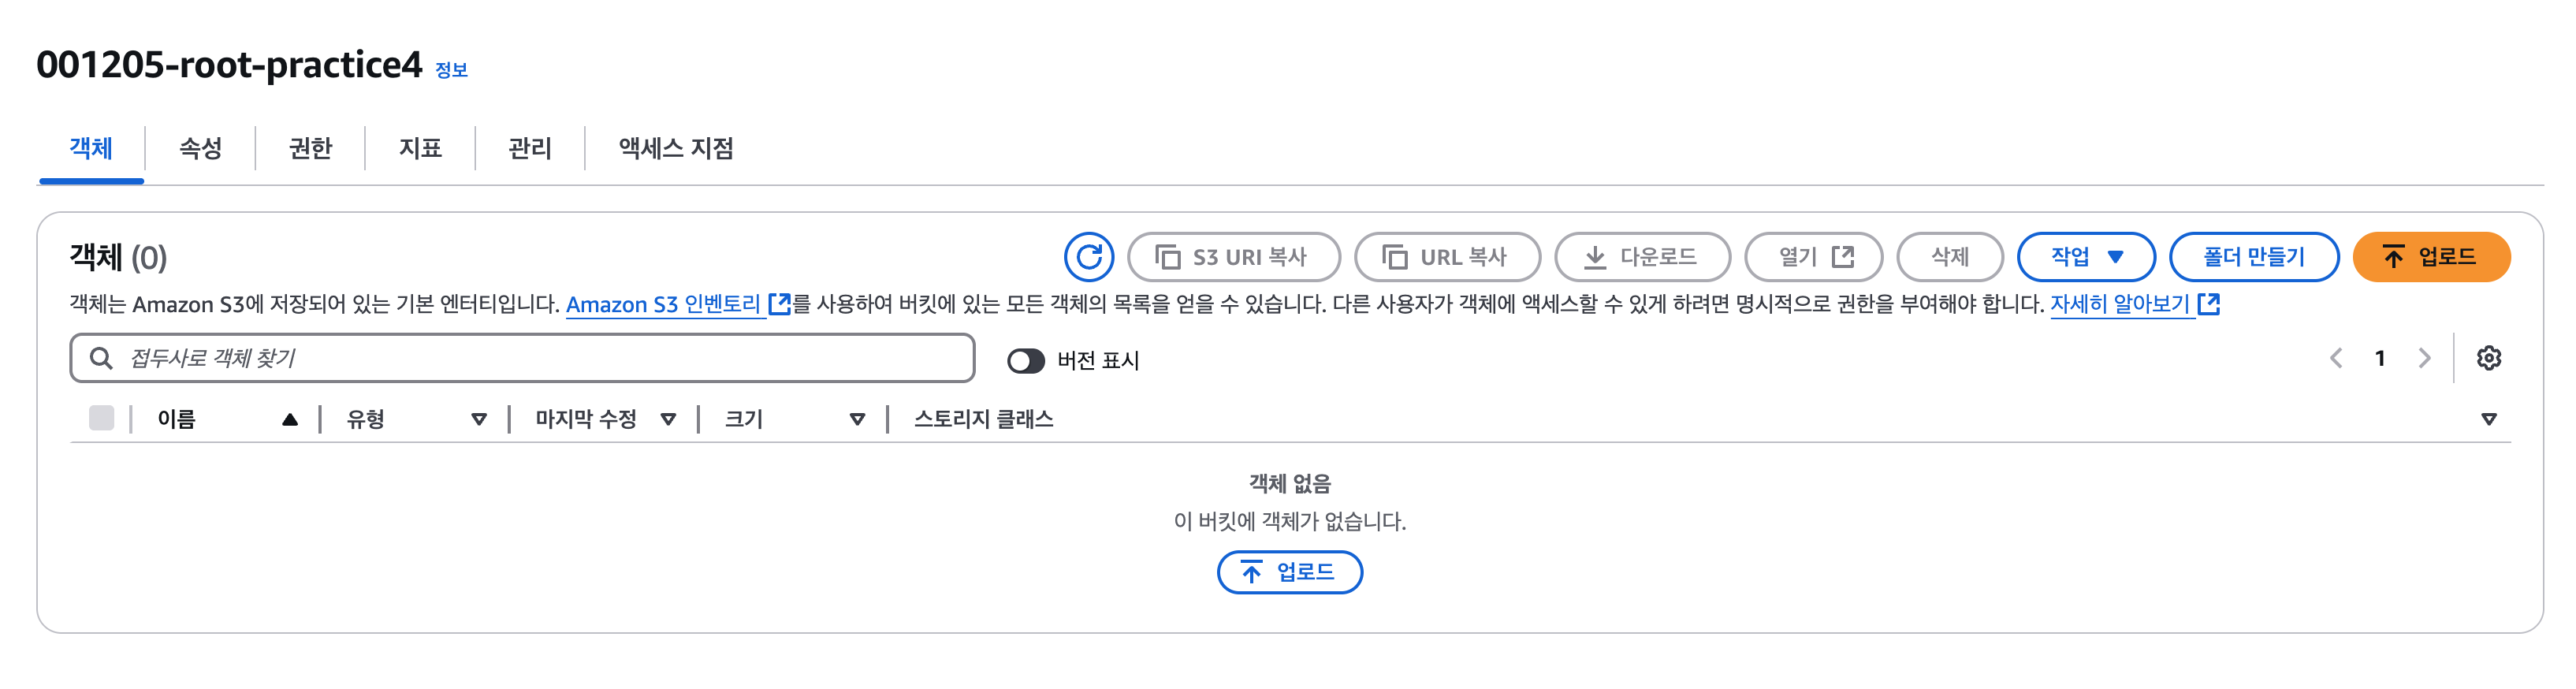 001205-root-practice4 정보
객체 속성 권한 지표 관리 액세스 지점
객체 (0) S3 URI 복사 URL 복사 다운로드 열기 삭제 작업 폴더 만들기 업로드
객체는 Amazon S3에 저장되어 있는 기본 엔터티입니다. Amazon S3 인벤토리를 사용하여 버킷에 있는 모든 객체의 목록을 얻을 수 있습니다. 다른 사용자가 객체에 액세스할 수 있게 하려면 명시적으로 권한을 부여해야 합니다. 자세히 알아보기
접두사로 객체 찾기 버전 표시 1
이름 유형 마지막 수정 크기 스토리지 클래스
객체 없음
이 버킷에 객체가 없습니다.
업로드